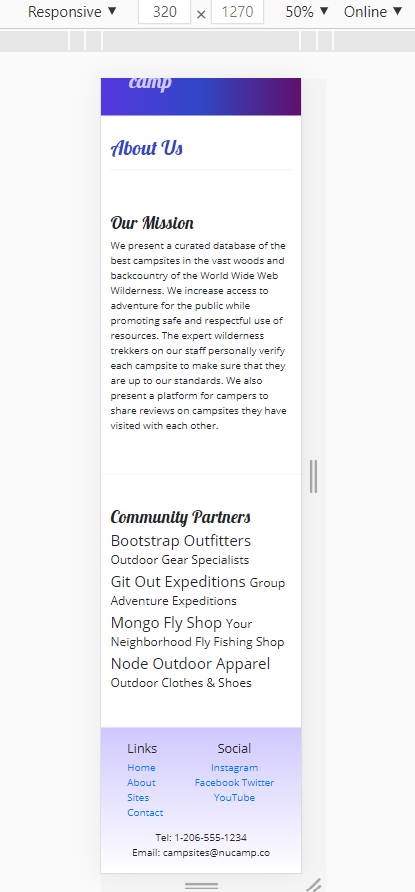 Responsive ▼ 320 × 1270 50% ▼ Online ▼
camp
About Us
Our Mission
We present a curated database of the
best campsites in the vast woods and
backcountry of the World Wide Web
Wilderness. We increase access to
adventure for the public while
promoting safe and respectful use of
resources. The expert wilderness
trekkers on our staff personally verify
each campsite to make sure that they
are up to our standards. We also
present a platform for campers to
share reviews on campsites they have
visited with each other.
Community Partners
Bootstrap Outfitters
Outdoor Gear Specialists
Git Out Expeditions Group
Adventure Expeditions
Mongo Fly Shop Your
Neighborhood Fly Fishing Shop
Node Outdoor Apparel
Outdoor Clothes & Shoes
Links
Home
About
Sites
Contact
Social
Instagram
Facebook Twitter
YouTube
Tel: 1-206-555-1234
Email: campsites@nucamp.co